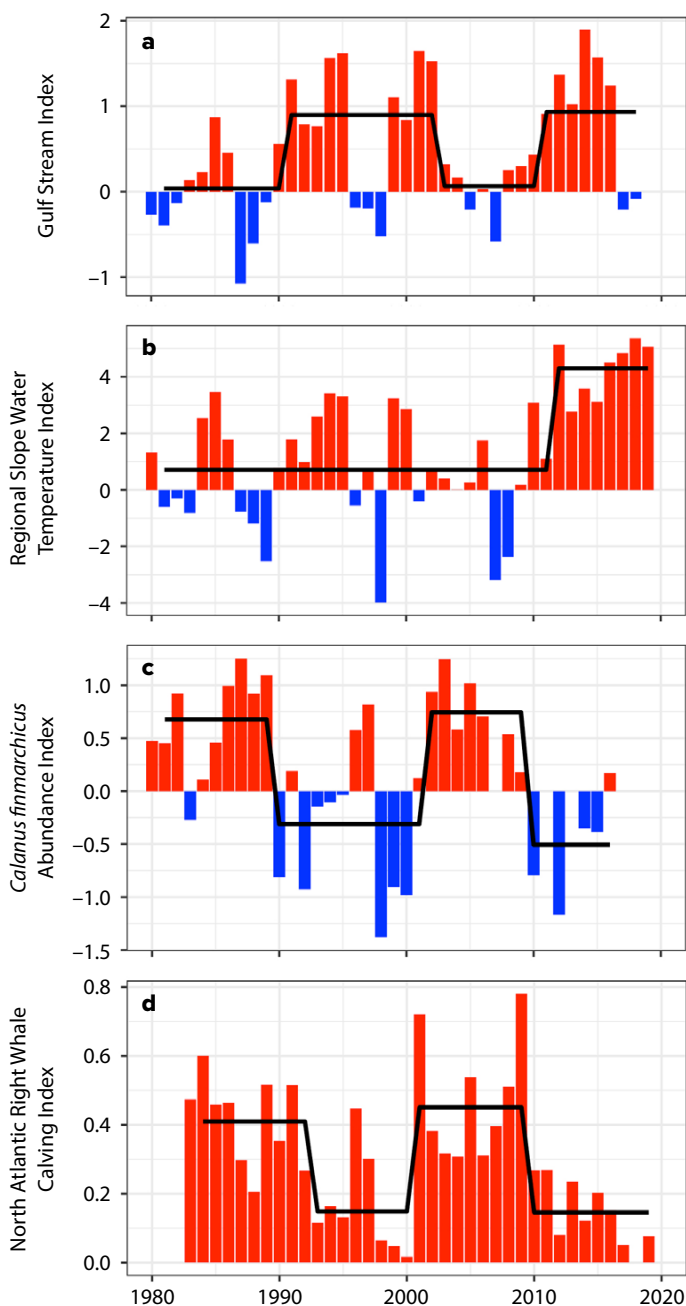 a
Gulf Stream Index
2
1
0
−1
b
Regional Slope Water
Temperature Index
4
2
0
−2
−4
c
Calanus finmarchicus
Abundance Index
1.0
0.5
0.0
−0.5
−1.0
−1.5
d
North Atlantic Right Whale
Calving Index
0.8
0.6
0.4
0.2
0.0
1980 1990 2000 2010 2020